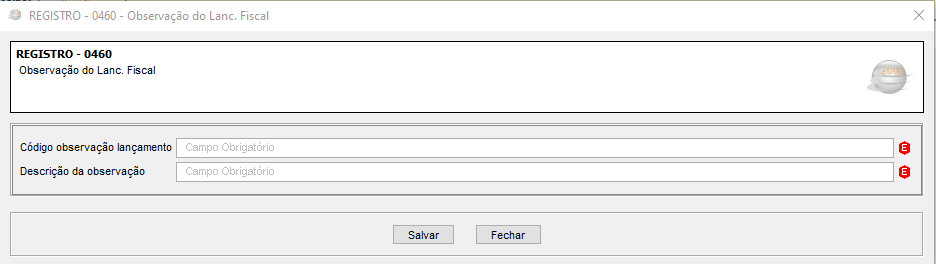 REGISTRO - 0460 - Observação do Lanc. Fiscal
REGISTRO - 0460
Observação do Lanc. Fiscal
Código observação lançamento Campo Obrigatório E
Descrição da observação Campo Obrigatório E
Salvar Fechar